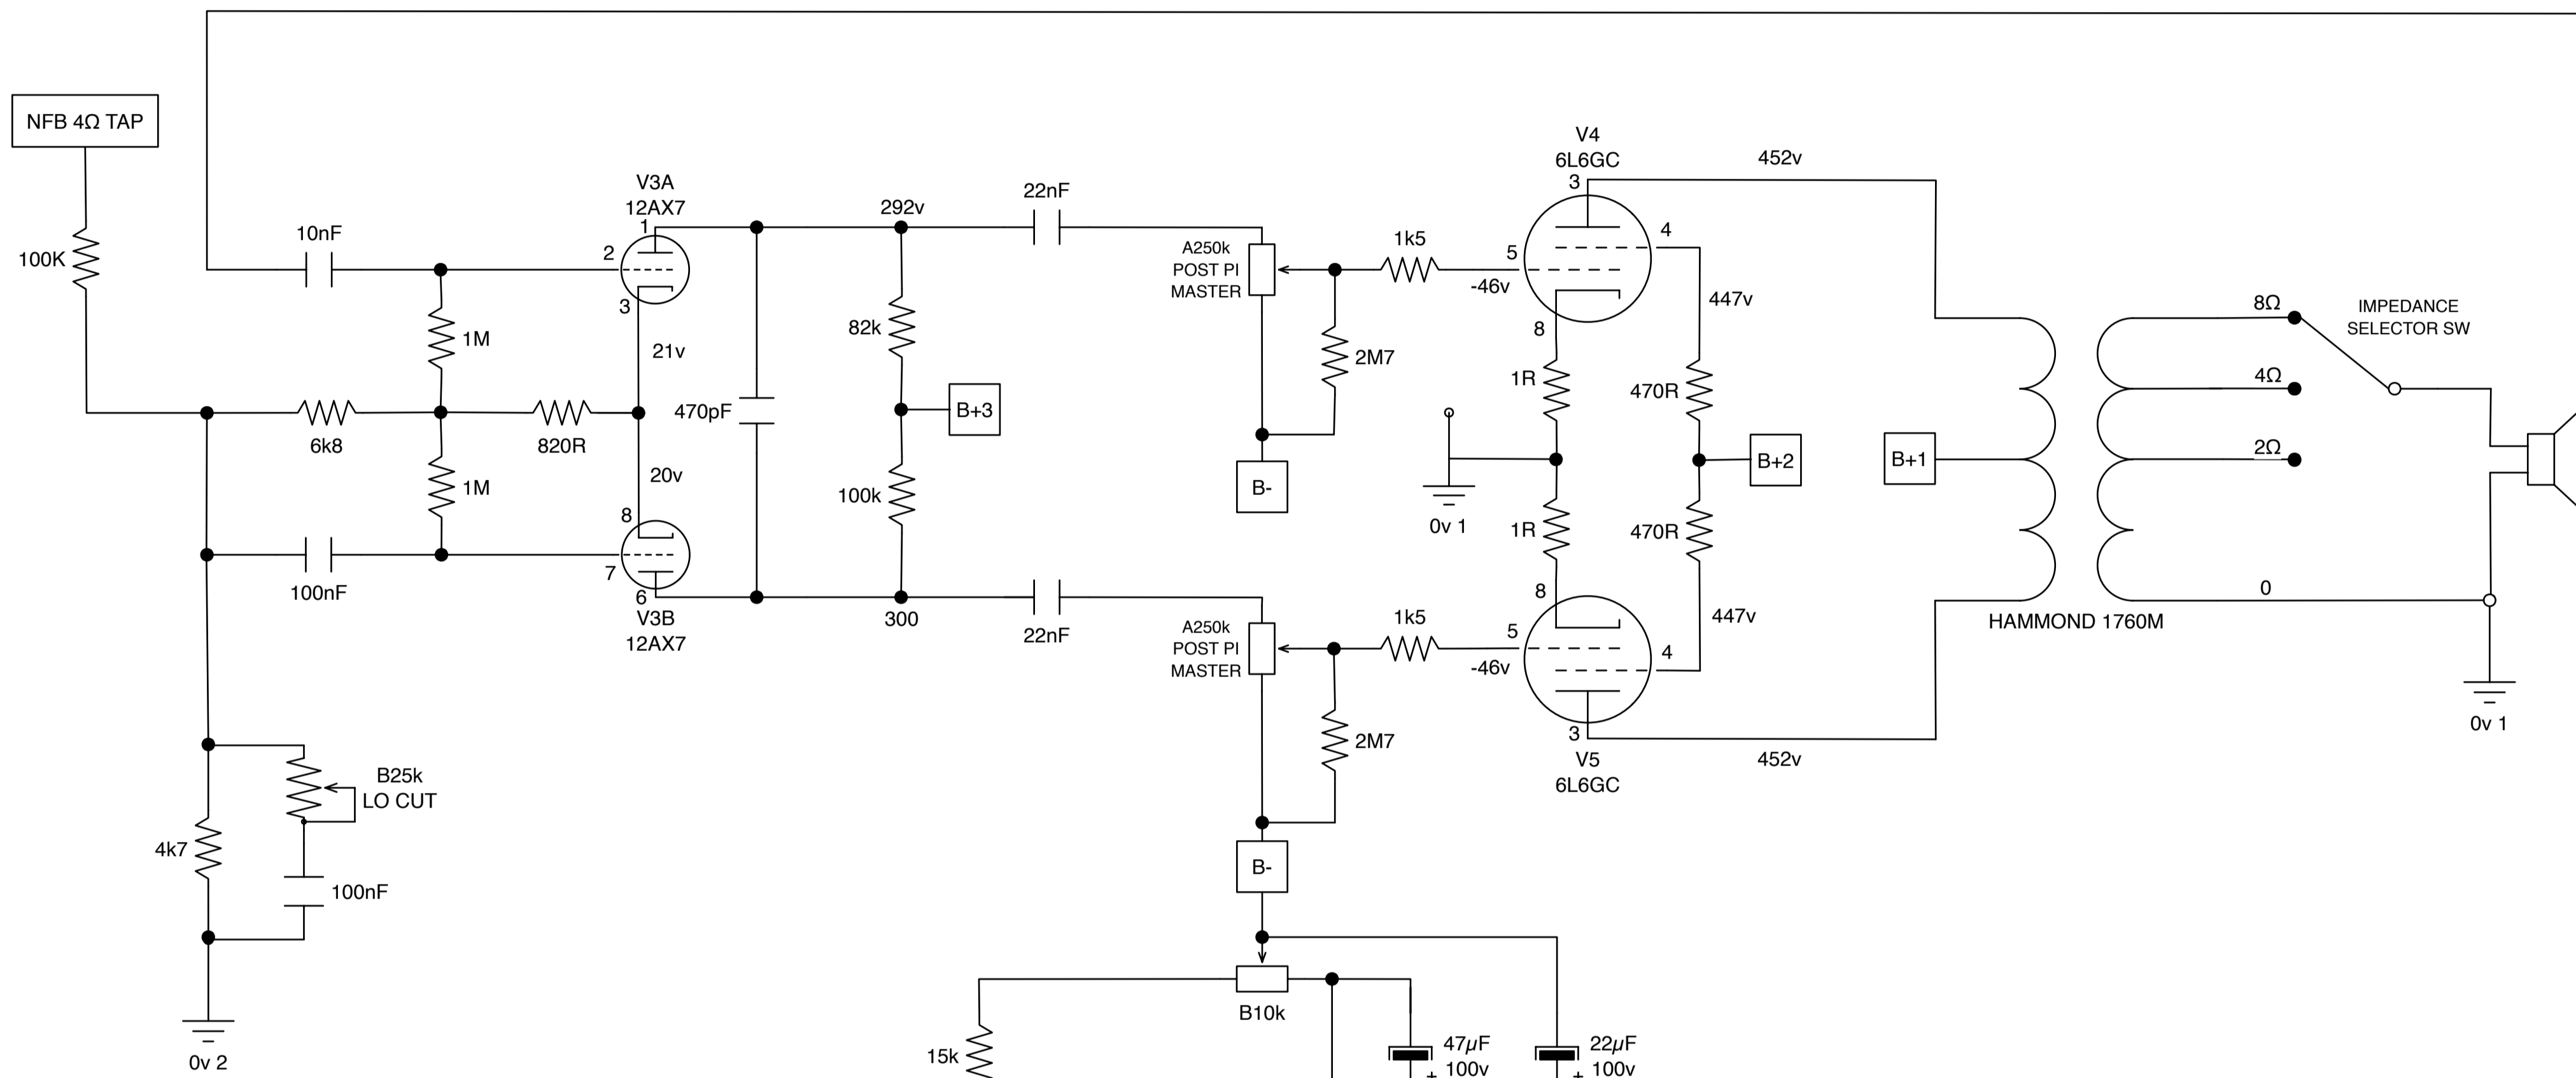 NFB 4Ω TAP
100K
10nF
2
V3A
12AX7
1
3
1M
21v
6k8
820R
470pF
1M
20v
8
7
100nF
6
V3B
12AX7
292v
82k
B+3
100k
300
22nF
22nF
A250k
POST PI
MASTER
1k5
2M7
B-
5
-46v
V4
6L6GC
3
452v
4
8
447v
1R
470R
0v 1
B+2
B+1
1R
470R
8
447v
A250k
POST PI
MASTER
1k5
5
-46v
4
3
V5
6L6GC
452v
2M7
B-
8Ω
4Ω
2Ω
0
IMPEDANCE
SELECTOR SW
HAMMOND 1760M
0v 1
B25k
LO CUT
4k7
100nF
0v 2
B10k
15k
47µF
100v
+
22µF
100v
+